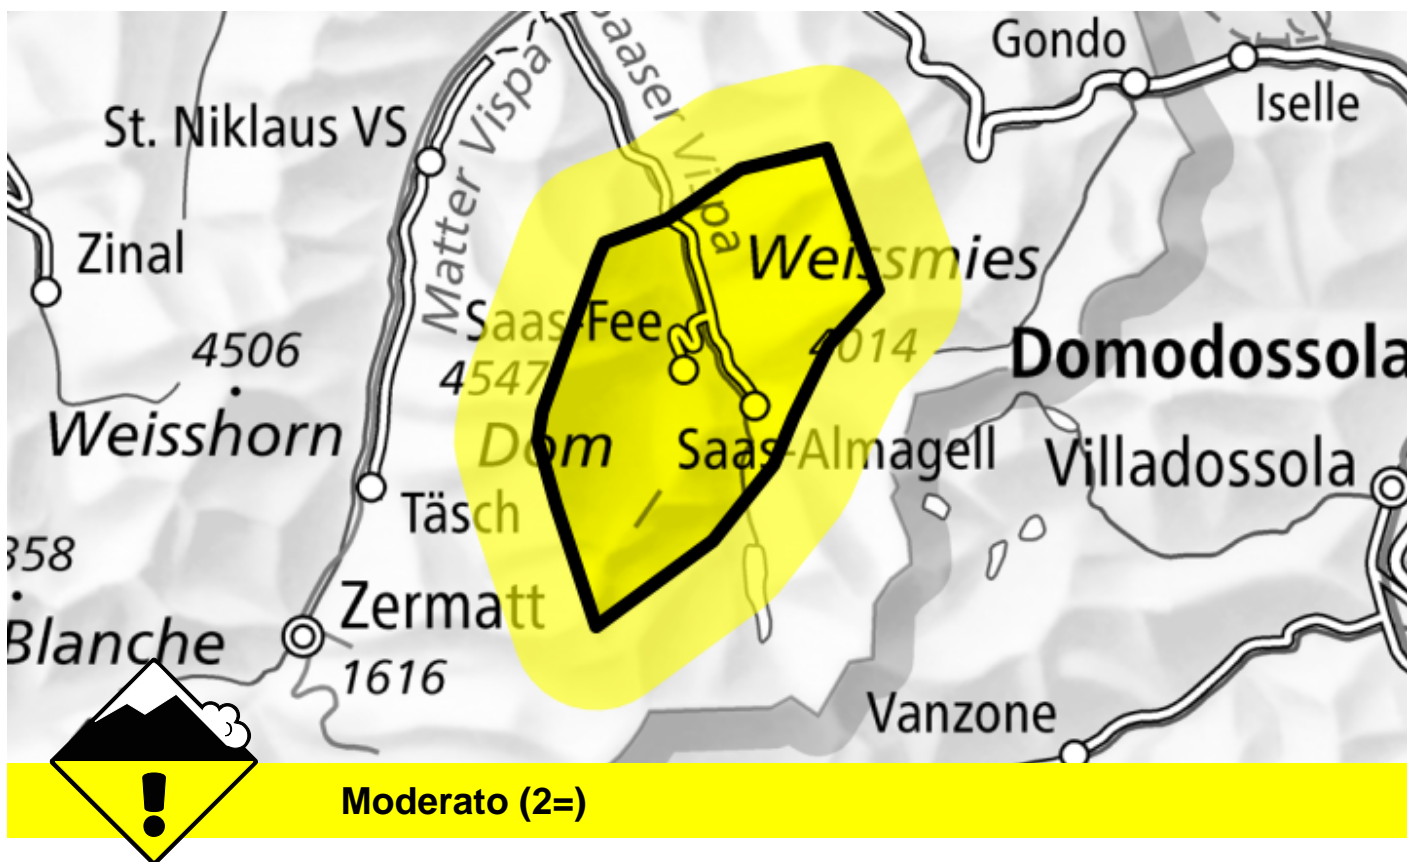 Gondo
Iselle
St. Niklaus VS
Matter Vispa
Saaser Vispa
Zinal
Weissmies
Saas-Fee
4506
4547
4014
Domodossola
Weisshorn
Dom
Saas-Almagell
Villadossola
Täsch
358
Zermatt
Blanche
1616
Vanzone
Moderato (2=)